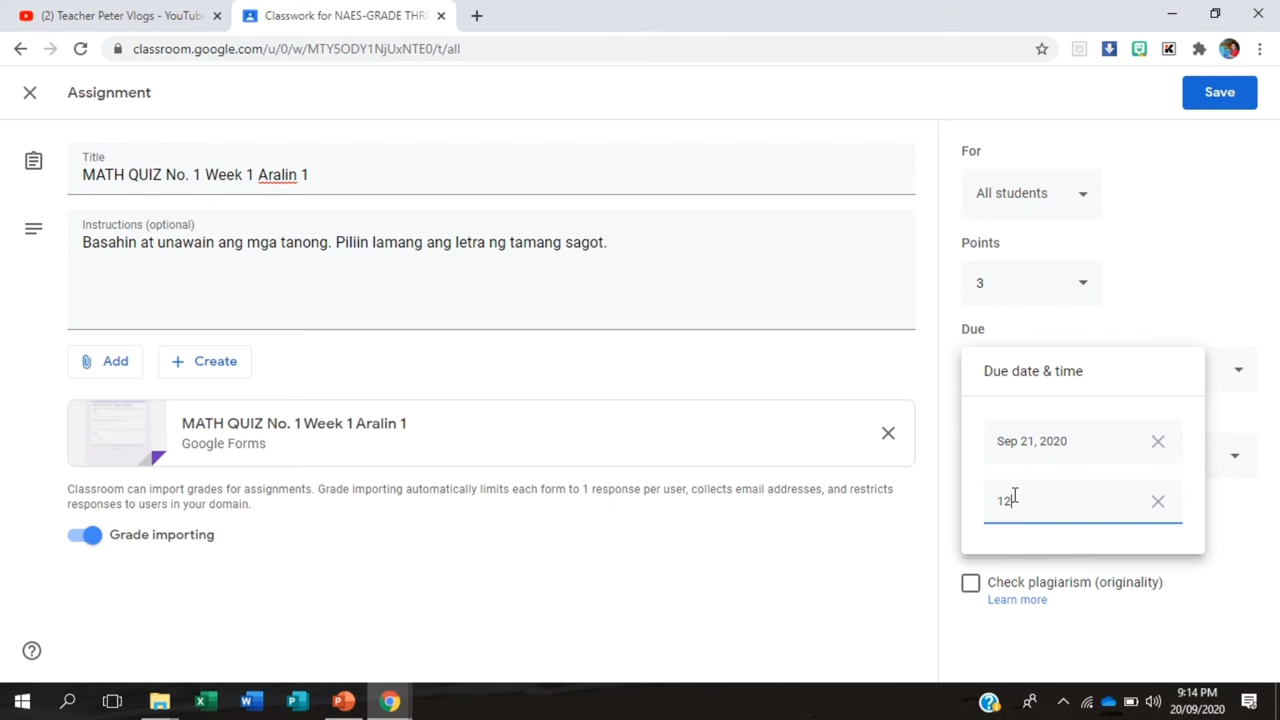 (2) Teacher Peter Vlogs - YouTube
Classwork for NAES-GRADE THRE
classroom.google.com/u/0/w/MTY5ODY1NjUxNTE0/t/all
Assignment
Save
Title
MATH QUIZ No. 1 Week 1 Aralin 1
Instructions (optional)
Basahin at unawain ang mga tanong. Piliin lamang ang letra ng tamang sagot.
Add
Create
MATH QUIZ No. 1 Week 1 Aralin 1
Google Forms
Classroom can import grades for assignments. Grade importing automatically limits each form to 1 response per user, collects email addresses, and restricts
responses to users in your domain.
Grade importing
For
All students
Points
3
Due
Due date & time
Sep 21, 2020
12
Check plagiarism (originality)
Learn more
9:14 PM
20/09/2020